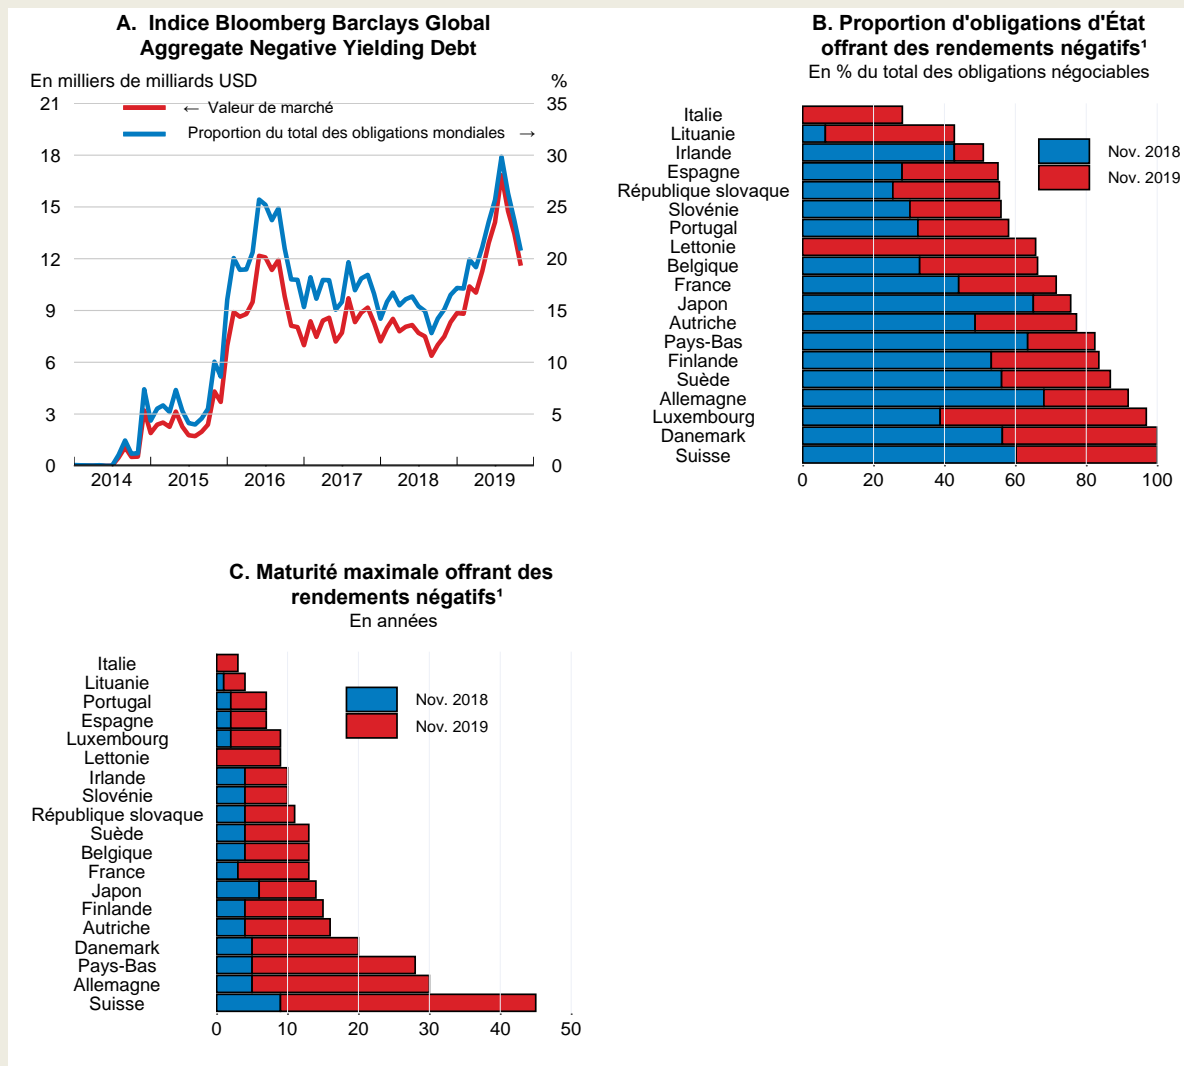 A. Indice Bloomberg Barclays Global
Aggregate Negative Yielding Debt
En milliers de milliards USD
%
21
18
15
12
9
6
3
0
35
30
25
20
15
10
5
0
← Valeur de marché
Proportion du total des obligations mondiales →
2014
2015
2016
2017
2018
2019
B. Proportion d'obligations d'État
offrant des rendements négatifs¹
En % du total des obligations négociables
Italie
Lituanie
Irlande
Espagne
République slovaque
Slovénie
Portugal
Lettonie
Belgique
France
Japon
Autriche
Pays-Bas
Finlande
Suède
Allemagne
Luxembourg
Danemark
Suisse
Nov. 2018
Nov. 2019
0
20
40
60
80
100
C. Maturité maximale offrant des
rendements négatifs¹
En années
Italie
Lituanie
Portugal
Espagne
Luxembourg
Lettonie
Irlande
Slovénie
République slovaque
Suède
Belgique
France
Japon
Finlande
Autriche
Danemark
Pays-Bas
Allemagne
Suisse
Nov. 2018
Nov. 2019
0
10
20
30
40
50